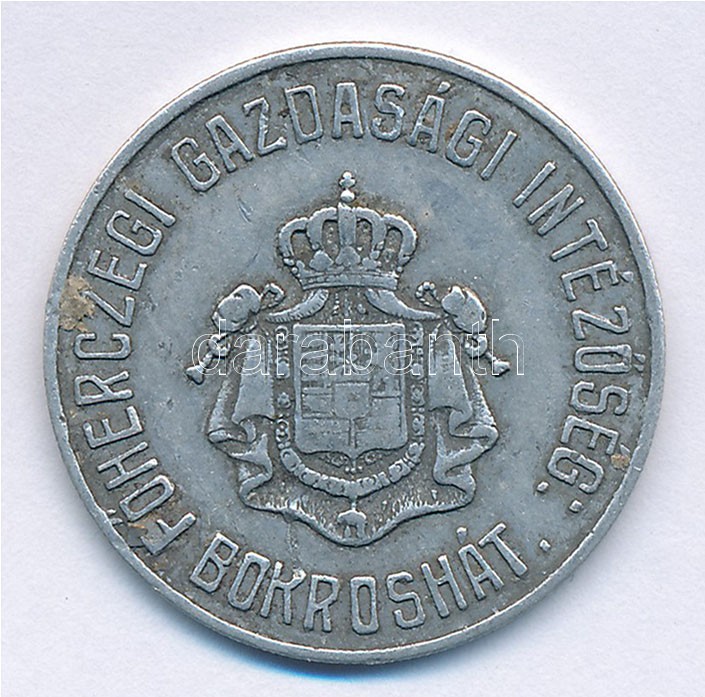 „FŐHERCZEGI GAZDASÁGI INTÉZŐSÉG.”
BOKROSHÁT.
darabanth